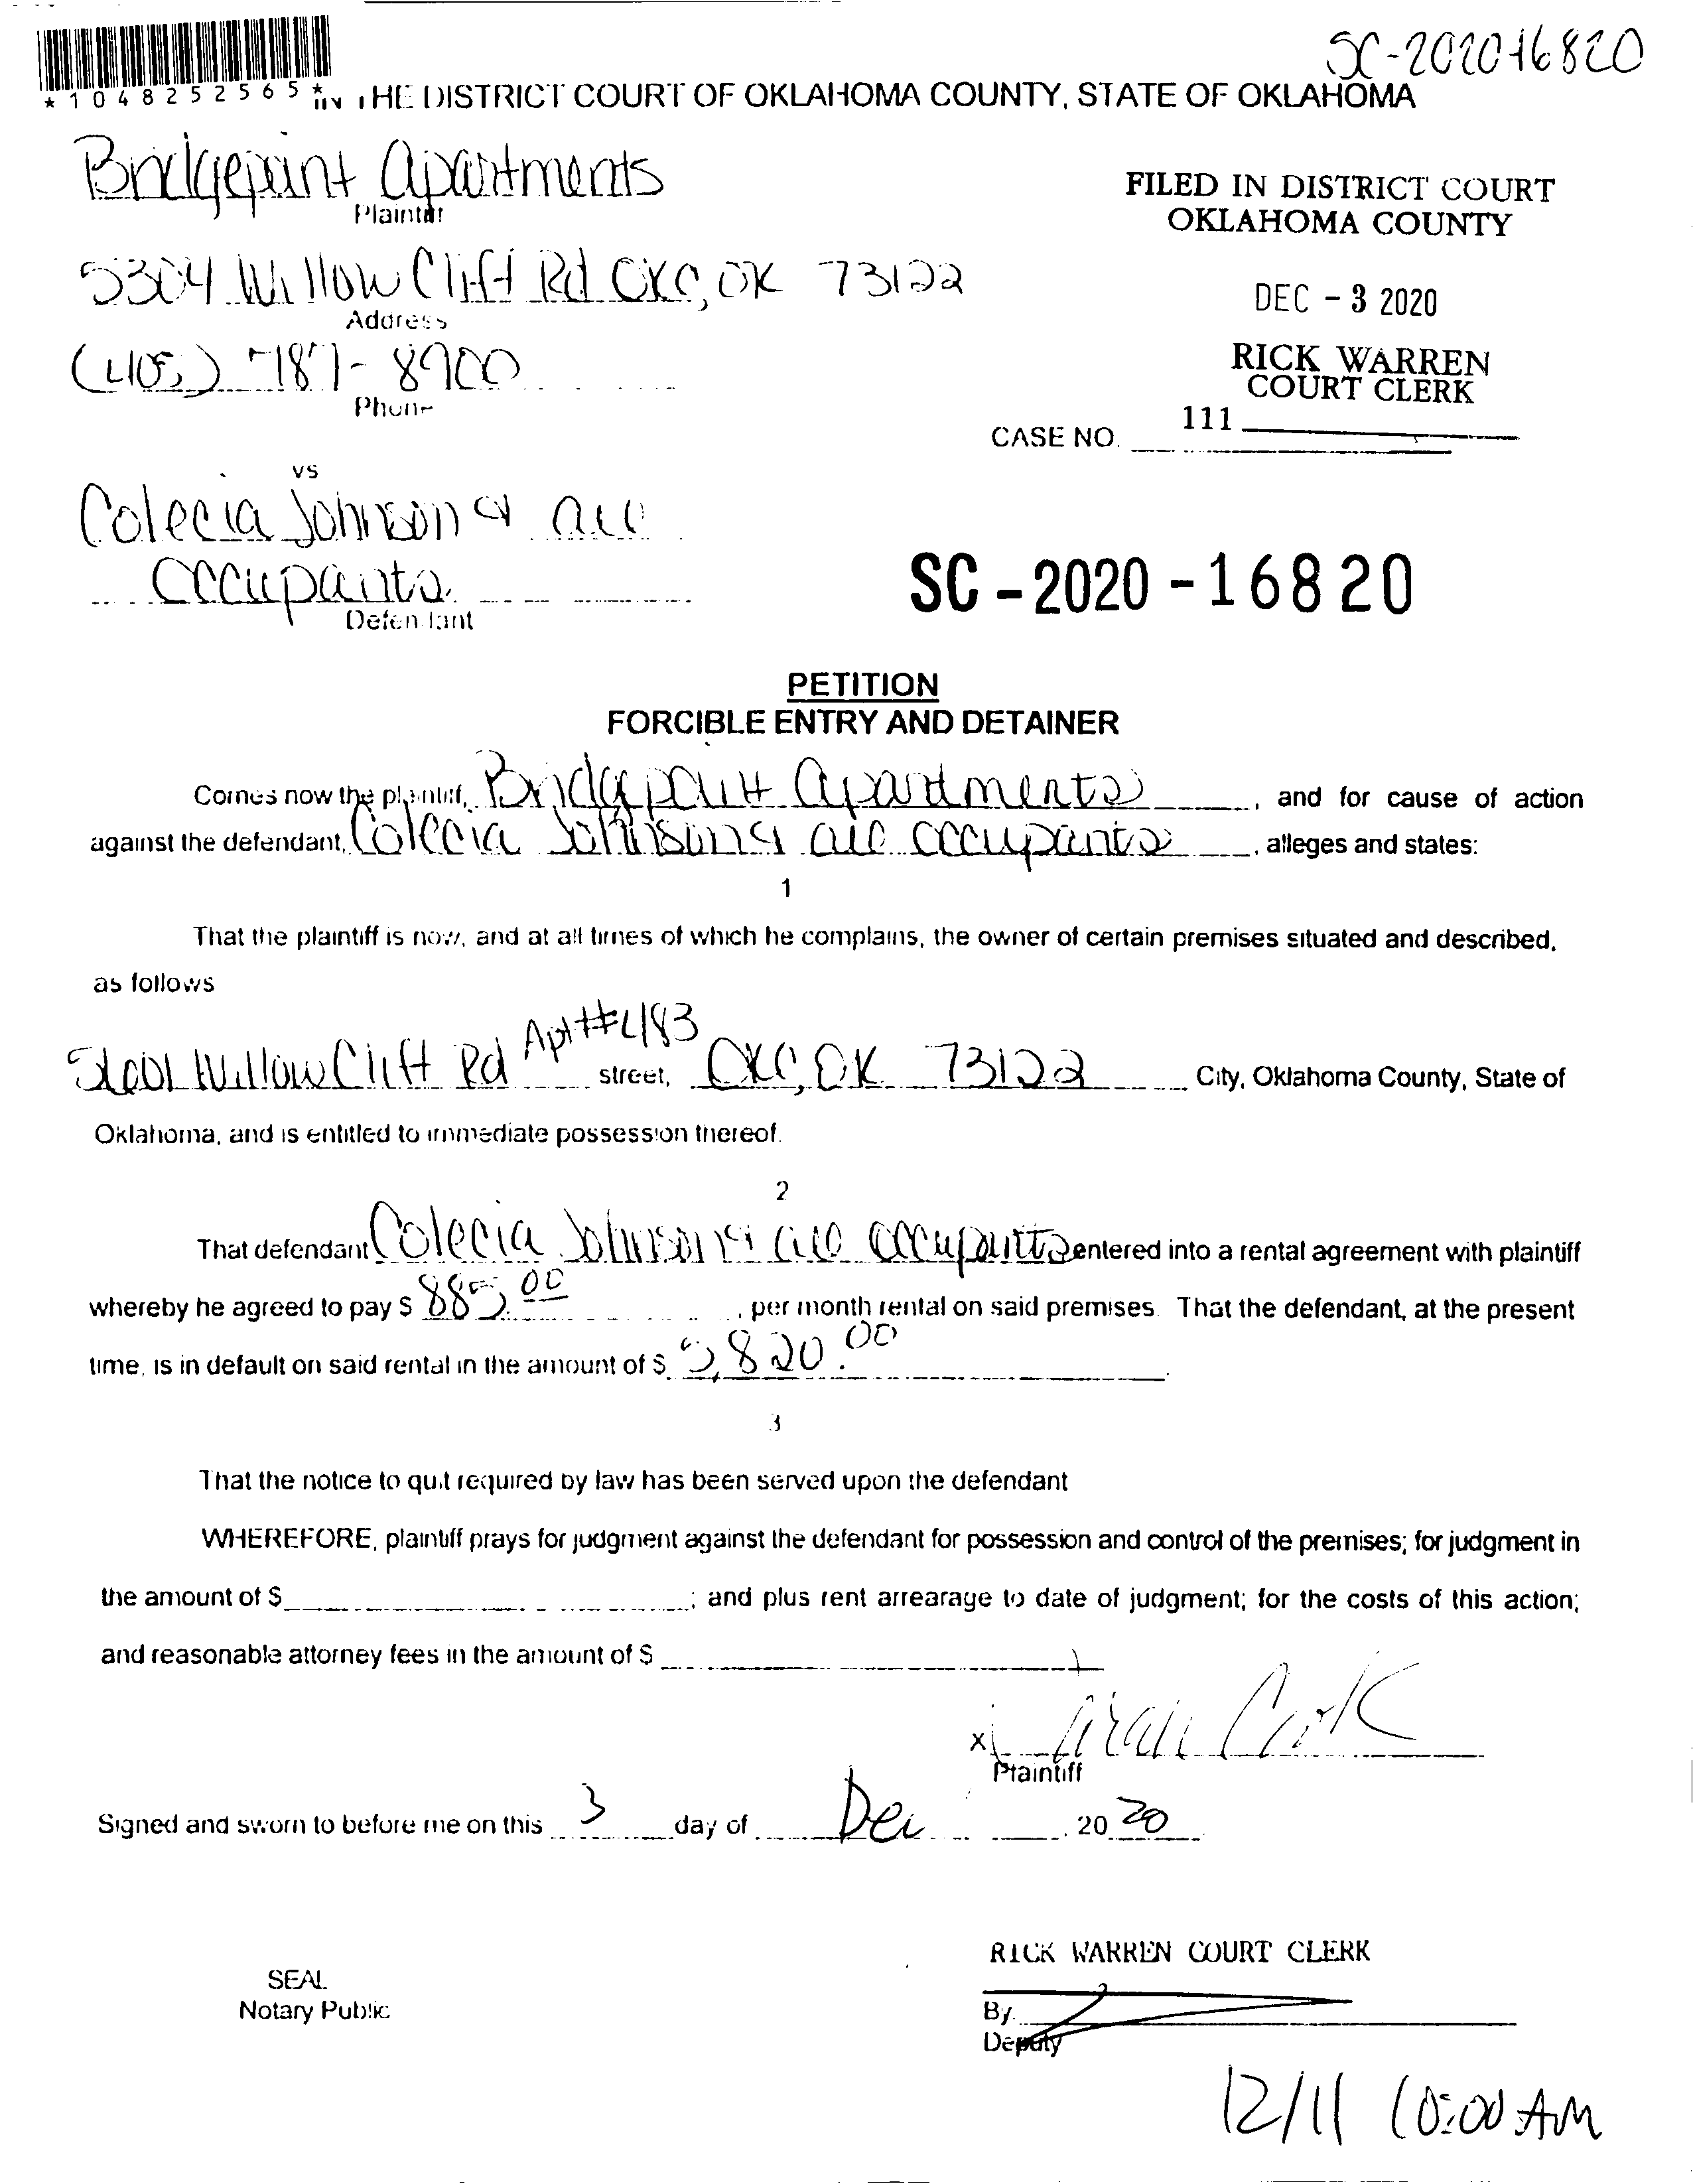 SC-2020-16820
*1048252565*
IN THE DISTRICT COURT OF OKLAHOMA COUNTY, STATE OF OKLAHOMA
Bridgepoint Apartments
Plaintiff
FILED IN DISTRICT COURT
OKLAHOMA COUNTY
5304 Willow Cliff Rd OKC, OK 73122
Address
DEC - 3 2020
(405) 787-8900
Phone
RICK WARREN
COURT CLERK
111
CASE NO.
vs
Colecia Johnson & all
Occupants
Defendant
SC-2020-16820
PETITION
FORCIBLE ENTRY AND DETAINER
Comes now the plaintiff, Bridgepoint Apartments, and for cause of action
against the defendant, Colecia Johnson & all occupants, alleges and states:
1
That the plaintiff is now, and at all times of which he complains, the owner of certain premises situated and described,
as follows
Willow Cliff Rd Apt #483 street, OKC, OK 73122 City, Oklahoma County, State of
Oklahoma, and is entitled to immediate possession thereof.
2
That defendant Colecia Johnson & all occupants entered into a rental agreement with plaintiff
whereby he agreed to pay $ 885.00, per month rental on said premises. That the defendant, at the present
time, is in default on said rental in the amount of $ 5,820.00
3
That the notice to quit required by law has been served upon the defendant
WHEREFORE, plaintiff prays for judgment against the defendant for possession and control of the premises; for judgment in
the amount of $ ; and plus rent arrearage to date of judgment; for the costs of this action;
and reasonable attorney fees in the amount of $
x Cook
Plaintiff
Signed and sworn to before me on this 3 day of Dec, 2020
RICK WARREN COURT CLERK
SEAL
Notary Public
By
Deputy
12/11 10:00 AM